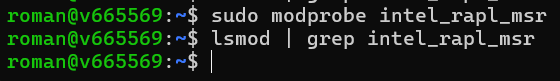 roman@v665569:~$ sudo modprobe intel_rapl_msr
roman@v665569:~$ lsmod | grep intel_rapl_msr
roman@v665569:~$